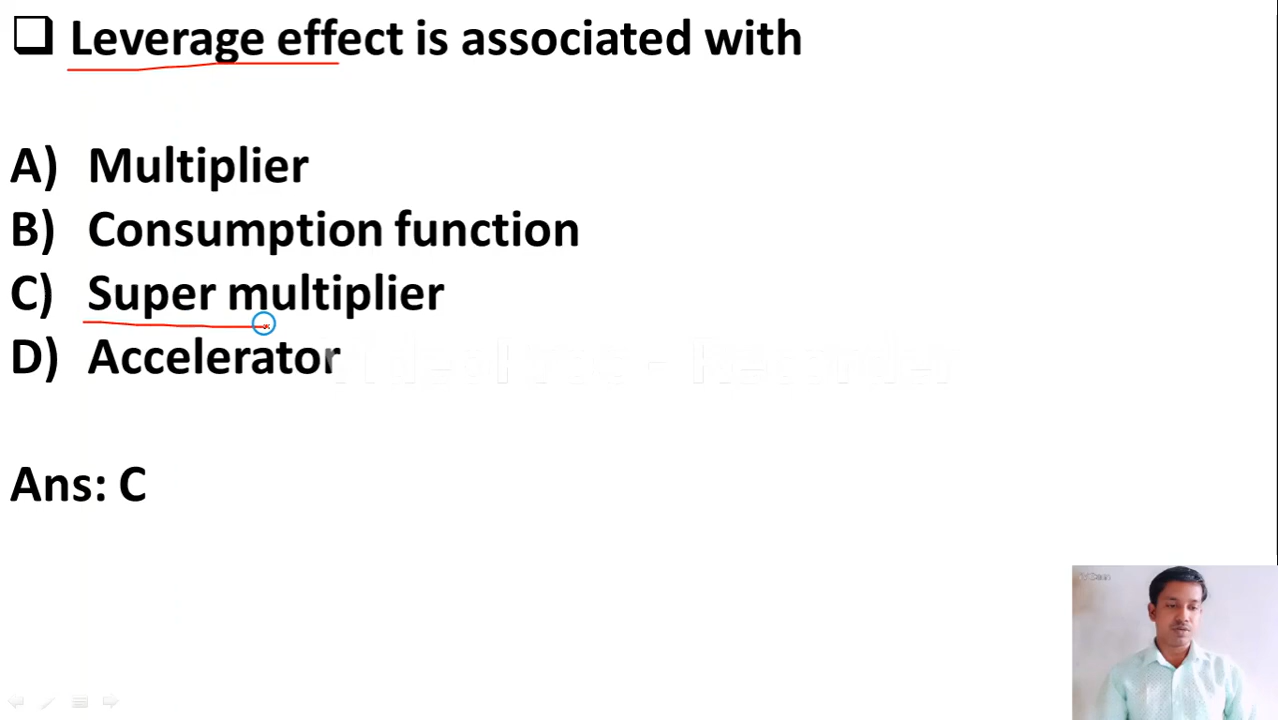 Leverage effect is associated with
A) Multiplier
B) Consumption function
C) Super multiplier
D) Accelerator
Ans: C